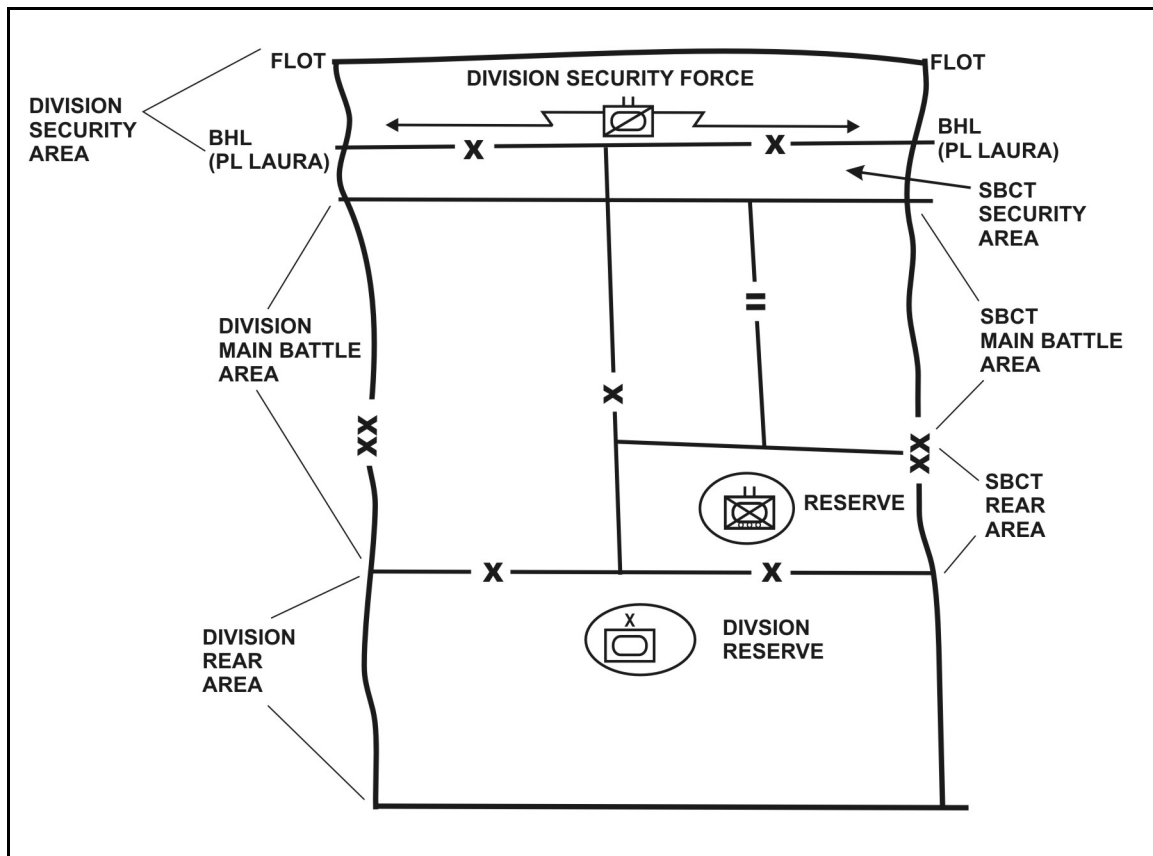 FLOT
FLOT
DIVISION SECURITY FORCE
DIVISION
SECURITY
AREA
BHL
(PL LAURA)
BHL
(PL LAURA)
X
X
SBCT
SECURITY
AREA
DIVISION
MAIN BATTLE
AREA
SBCT
MAIN BATTLE
AREA
X
XX
XX
SBCT
REAR
AREA
RESERVE
X
X
DIVISION
REAR
AREA
X
DIVSION
RESERVE